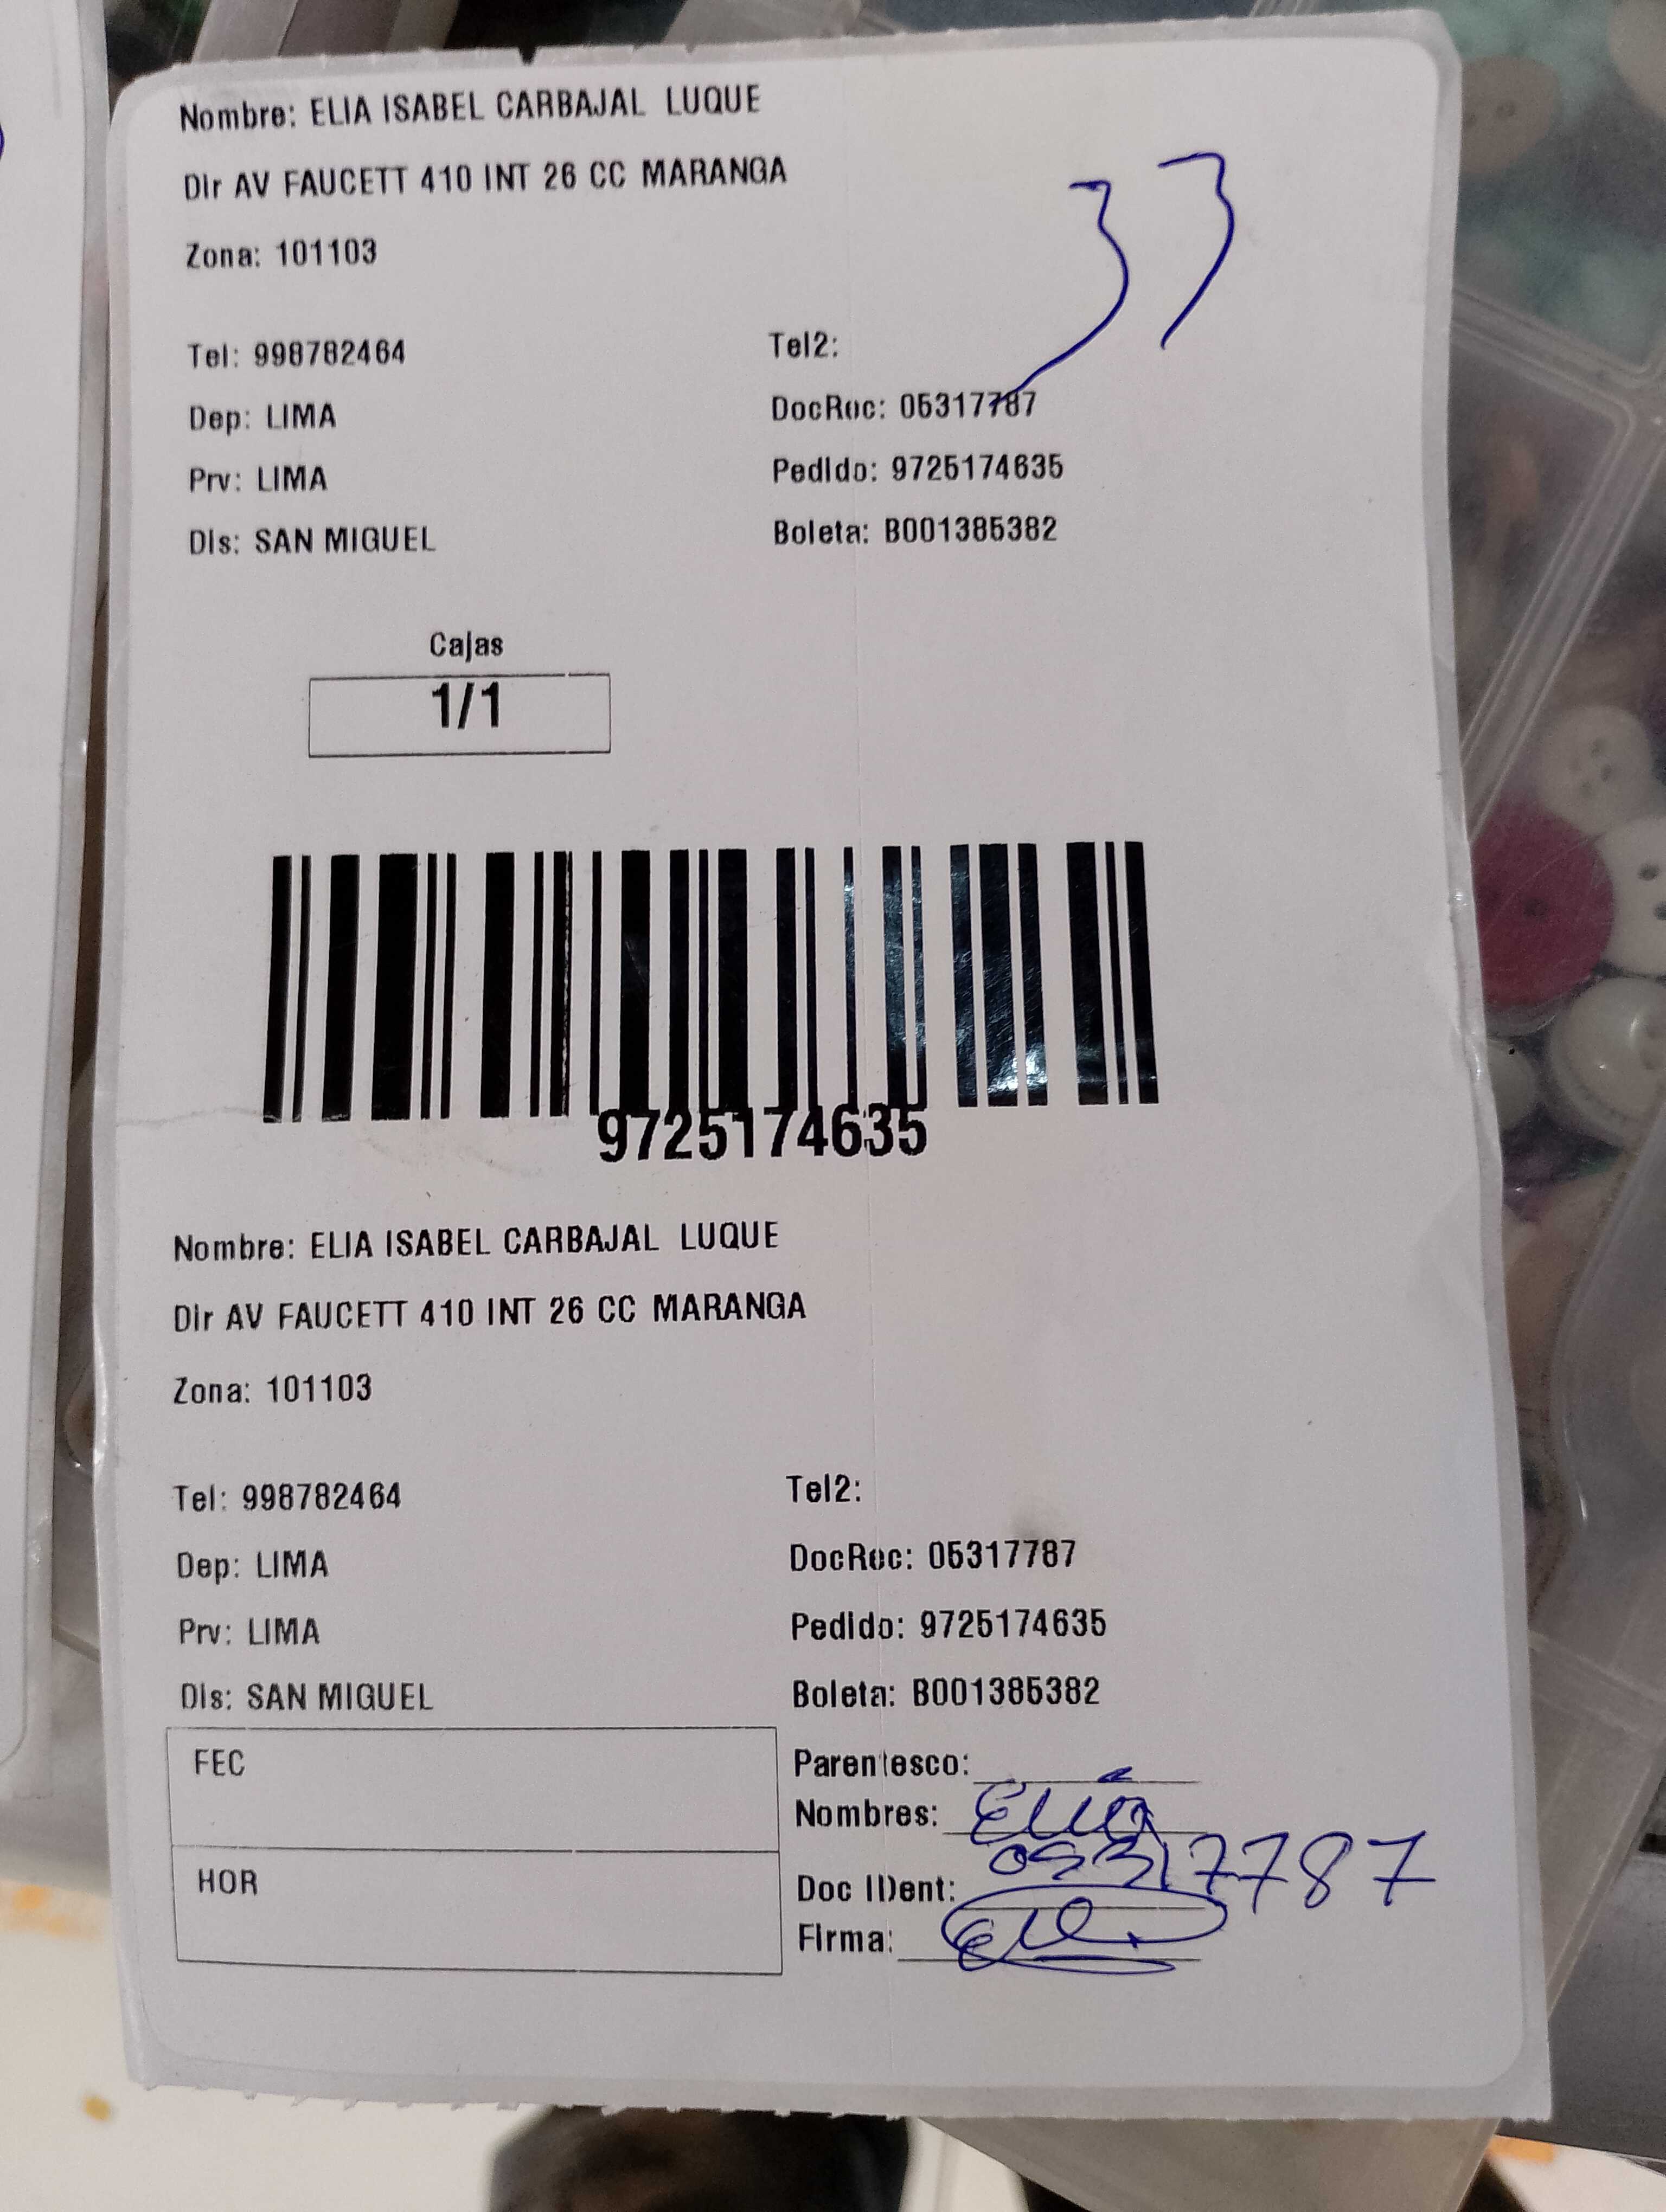 Nombre: ELIA ISABEL CARBAJAL LUQUE
Dir AV FAUCETT 410 INT 26 CC MARANGA
Zona: 101103
Tel: 998782464 Tel2:
Dep: LIMA DocRec: 05317787
Prv: LIMA Pedido: 9725174635
Dis: SAN MIGUEL Boleta: B001385382
Cajas
1/1
9725174635
Nombre: ELIA ISABEL CARBAJAL LUQUE
Dir AV FAUCETT 410 INT 26 CC MARANGA
Zona: 101103
Tel: 998782464 Tel2:
Dep: LIMA DocRec: 05317787
Prv: LIMA Pedido: 9725174635
Dis: SAN MIGUEL Boleta: B001385382
FEC Parentesco:
Nombres: Elia
HOR Doc IDent: 05317787
Firma: